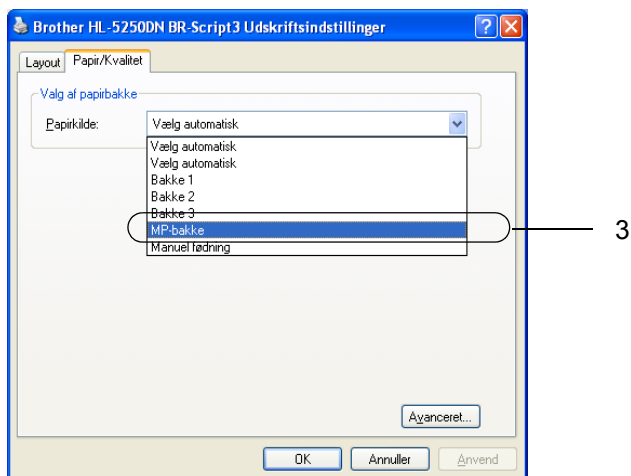 Brother HL-5250DN BR-Script3 Udskriftsindstillinger
Layout Papir/Kvalitet
Valg af papirbakke
Papirkilde: Vælg automatisk
Vælg automatisk
Vælg automatisk
Bakke 1
Bakke 2
Bakke 3
MP-bakke
3
Manuel fødning
Avanceret...
OK Annuller Anvend